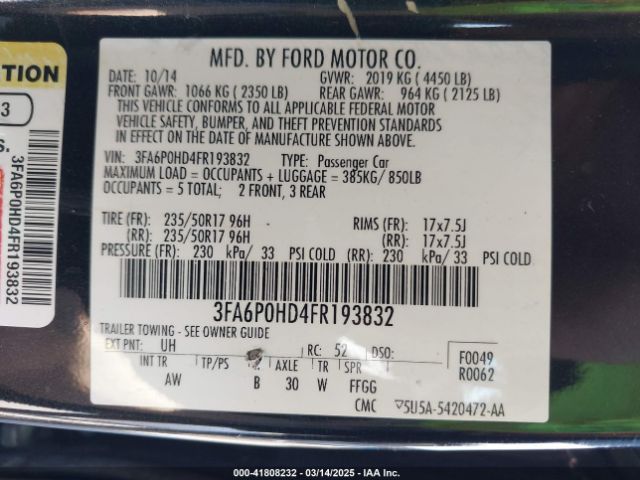 TION
3
S.
3FA6P0HD4FR193832
MFD. BY FORD MOTOR CO.
DATE: 10/14 GVWR: 2019 KG ( 4450 LB)
FRONT GAWR: 1066 KG ( 2350 LB) REAR GAWR: 964 KG ( 2125 LB)
THIS VEHICLE CONFORMS TO ALL APPLICABLE FEDERAL MOTOR
VEHICLE SAFETY, BUMPER, AND THEFT PREVENTION STANDARDS
IN EFFECT ON THE DATE OF MANUFACTURE SHOWN ABOVE.
VIN: 3FA6P0HD4FR193832 TYPE: Passenger Car
MAXIMUM LOAD = OCCUPANTS + LUGGAGE = 385KG/ 850LB
OCCUPANTS = 5 TOTAL; 2 FRONT, 3 REAR
TIRE (FR): 235/50R17 96H RIMS (FR): 17x7.5J
(RR): 235/50R17 96H (RR): 17x7.5J
PRESSURE (FR): 230 kPa/ 33 PSI COLD (RR): 230 kPa/ 33 PSI COLD
3FA6P0HD4FR193832
TRAILER TOWING - SEE OWNER GUIDE
EXT PNT: UH RC: 52 DSO: F0049
INT TR TP/PS AXLE TR SPR R0062
AW B 30 W FFGG
CMC 5U5A-5420472-AA
000-41808232 - 03/14/2025 - IAA Inc.